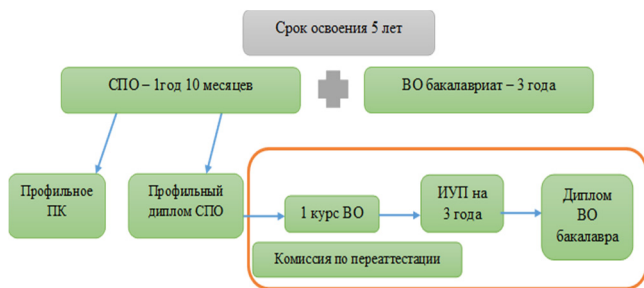 Срок освоения 5 лет
СПО – 1год 10 месяцев
ВО бакалавриат – 3 года
Профильное
ПК
Профильный
диплом СПО
1 курс ВО
ИУП на
3 года
Диплом
ВО
бакалавра
Комиссия по переаттестации